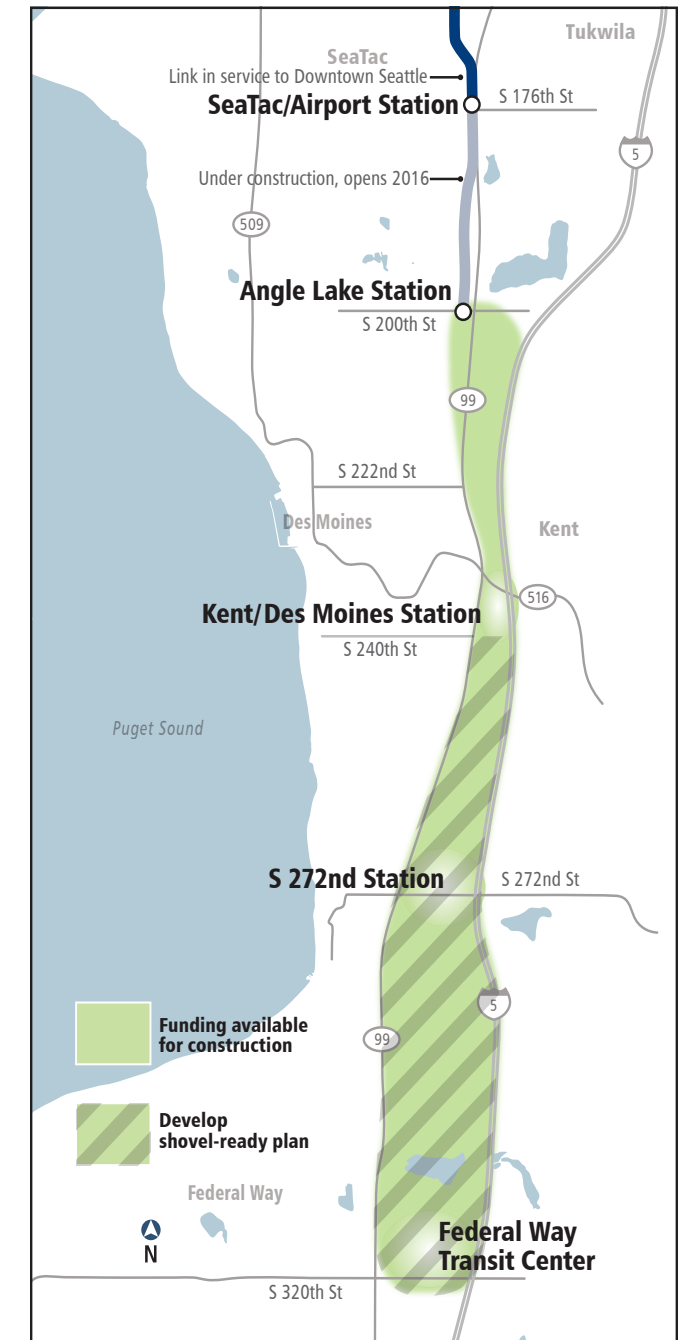 Tukwila
SeaTac
Link in service to Downtown Seattle
S 176th St
SeaTac/Airport Station
5
Under construction, opens 2016
509
Angle Lake Station
S 200th St
99
S 222nd St
Des Moines
Kent
516
Kent/Des Moines Station
S 240th St
Puget Sound
S 272nd Station
S 272nd St
5
Funding available
for construction
99
Develop
shovel-ready plan
Federal Way
Federal Way
Transit Center
N
S 320th St